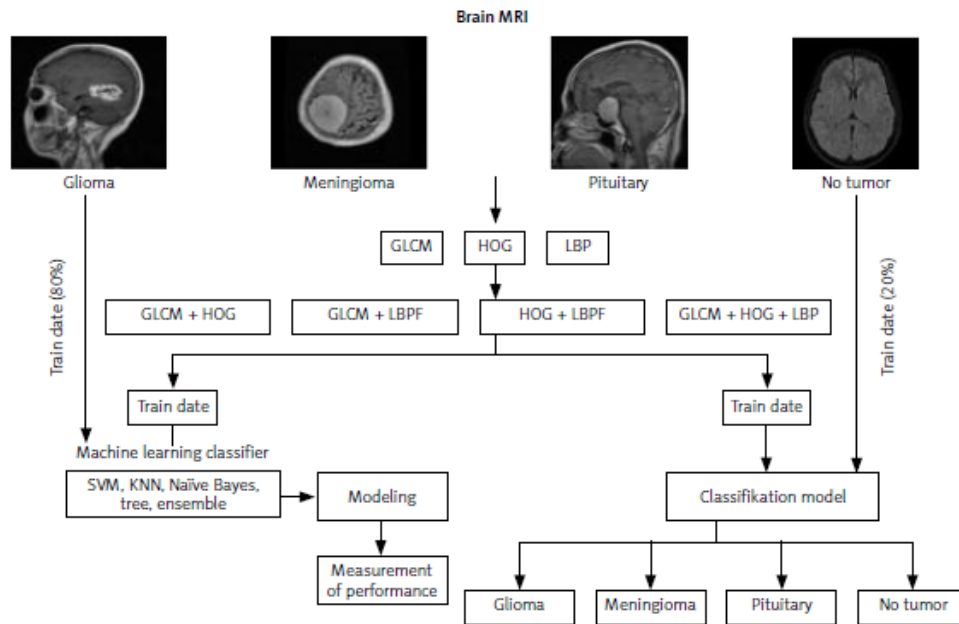 Brain MRI
Glioma
Meningioma
Pituitary
No tumor
Train date (80%)
Train date (20%)
GLCM
HOG
LBP
GLCM + HOG
GLCM + LBPF
HOG + LBPF
GLCM + HOG + LBP
Train date
Train date
Machine learning classifier
SVM, KNN, Naïve Bayes,
tree, ensemble
Modeling
Classifikation model
Measurement
of performance
Glioma
Meningioma
Pituitary
No tumor